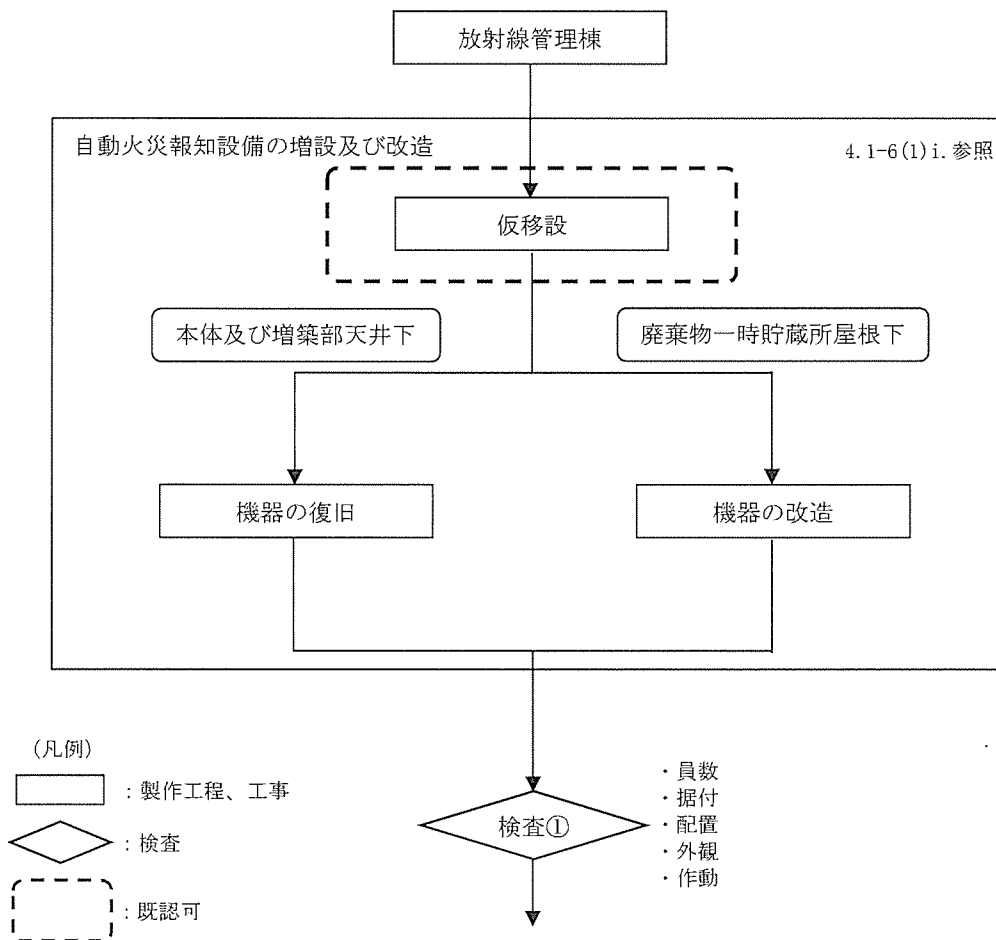 放射線管理棟
自動火災報知設備の増設及び改造
4.1-6(1)i.参照
仮移設
本体及び増築部天井下
廃棄物一時貯蔵所屋根下
機器の復旧
機器の改造
検査①
・員数
・据付
・配置
・外観
・作動
(凡例)
：製作工程、工事
：検査
：既認可